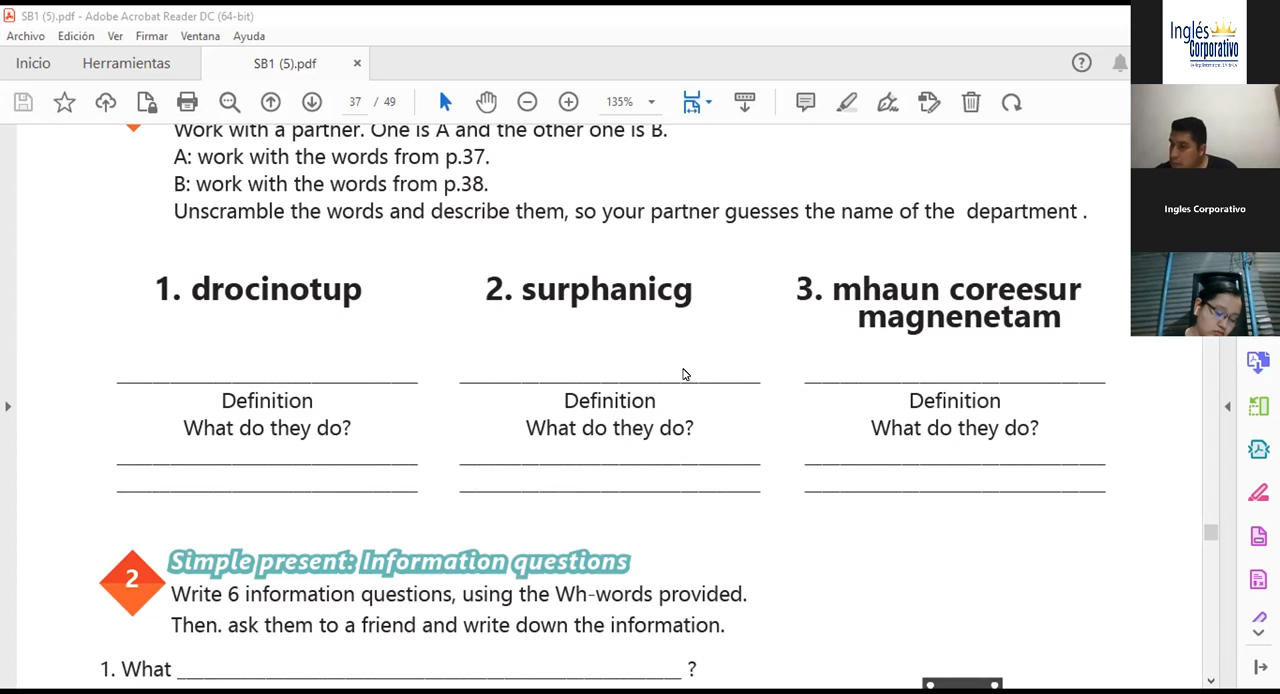 SB1 (5).pdf - Adobe Acrobat Reader DC (64-bit)
Archivo Edición Ver Firmar Ventana Ayuda
Inicio Herramientas SB1 (5).pdf ×
37 / 49 135%
Inglés
Corporativo
Work with a partner. One is A and the other one is B.
A: work with the words from p.37.
B: work with the words from p.38.
Unscramble the words and describe them, so your partner guesses the name of the department .
Ingles Corporativo
1. drocinotup 2. surphanicg 3. mhaun coreesur
magnenetam
Definition Definition Definition
What do they do? What do they do? What do they do?
2 Simple present: Information questions
Write 6 information questions, using the Wh-words provided.
Then. ask them to a friend and write down the information.
1. What ?